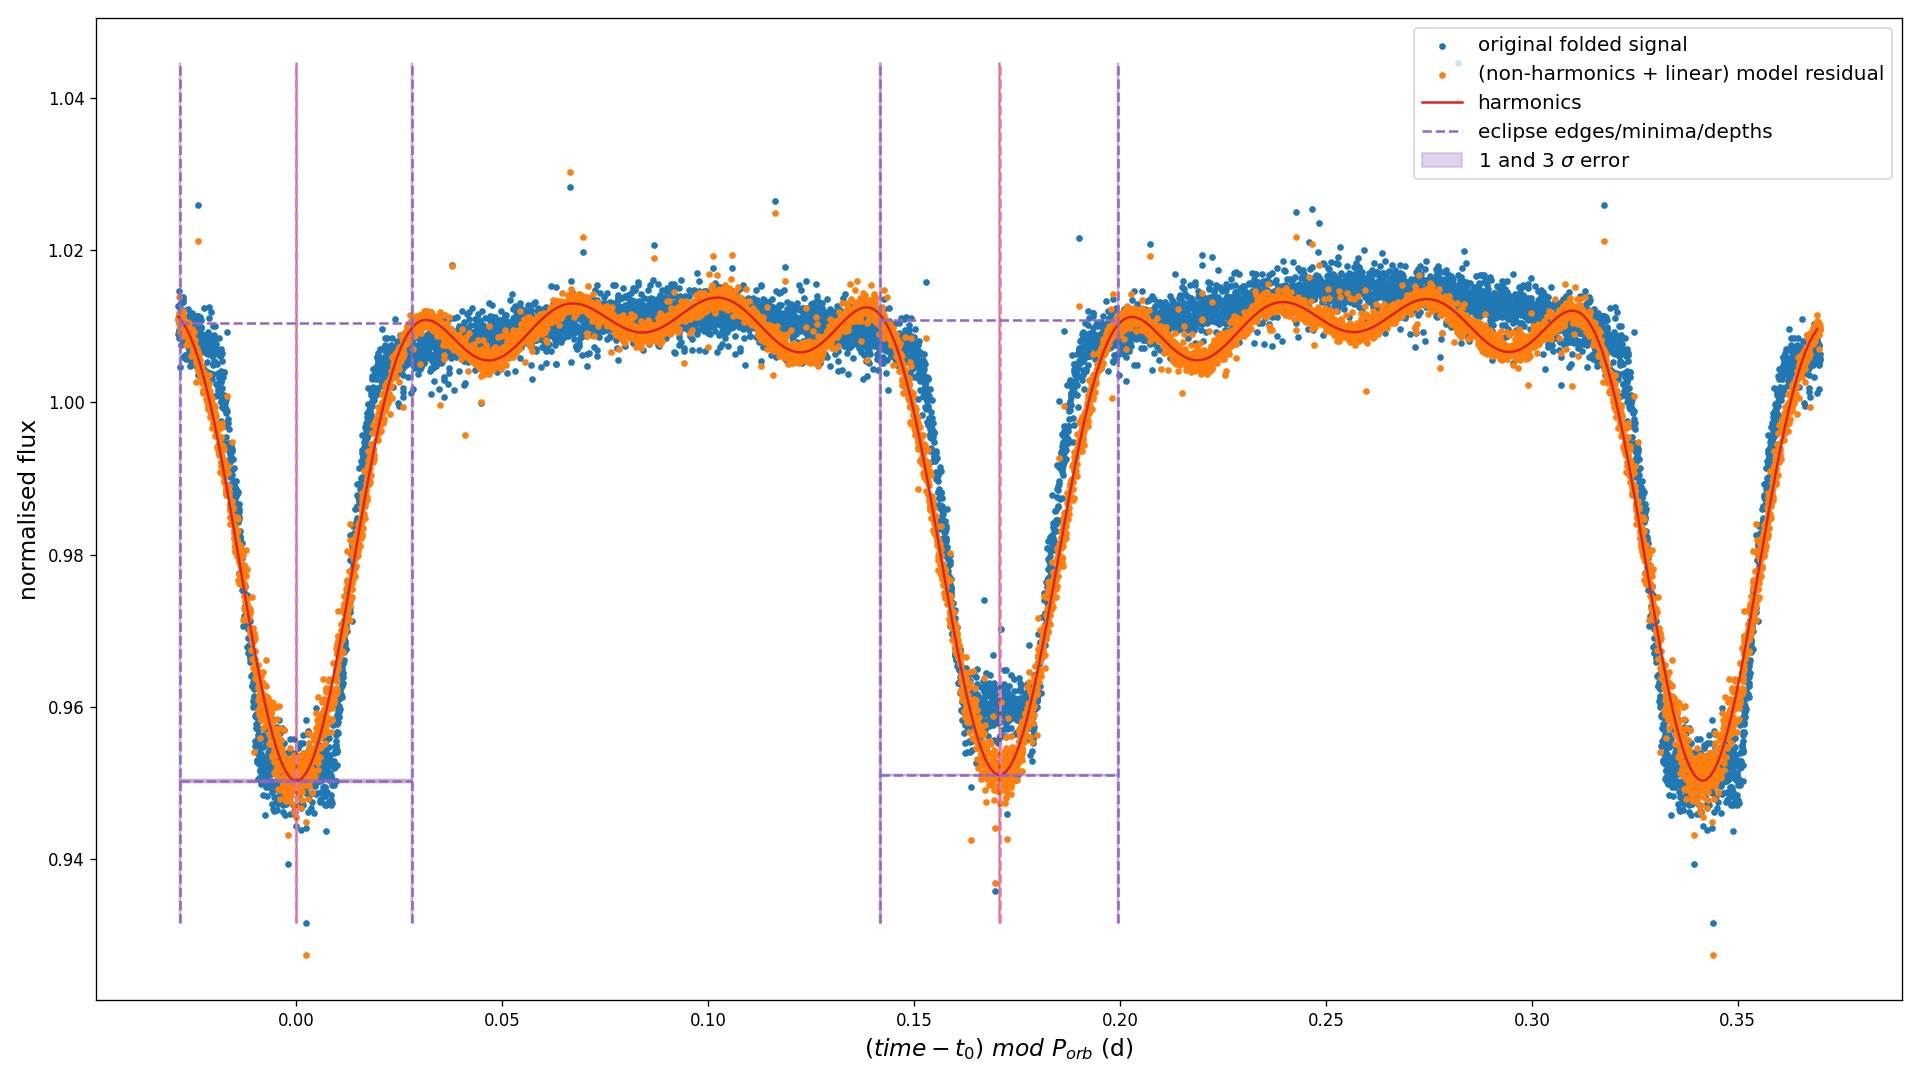 original folded signal
(non-harmonics + linear) model residual
harmonics
eclipse edges/minima/depths
1 and 3 σ error
normalised flux
1.04
1.02
1.00
0.98
0.96
0.94
0.00 0.05 0.10 0.15 0.20 0.25 0.30 0.35
(time − t₀) mod Pₒᵣb (d)